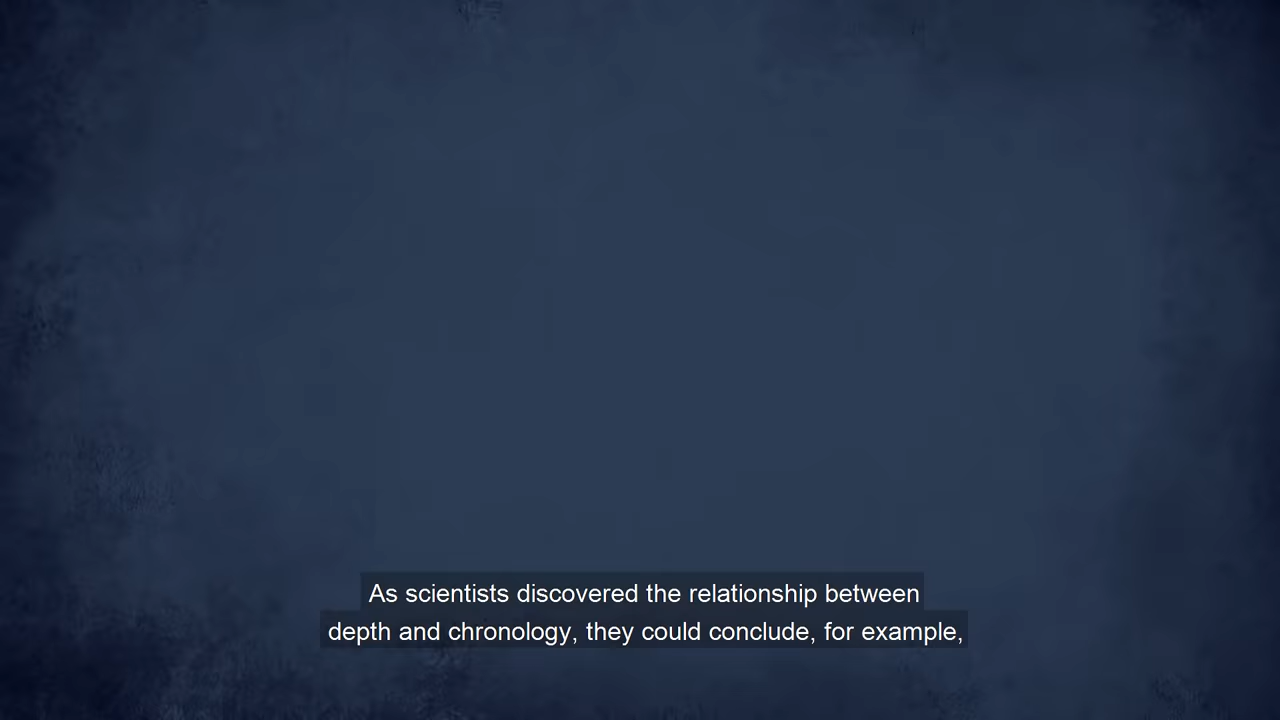 As scientists discovered the relationship between
depth and chronology, they could conclude, for example,